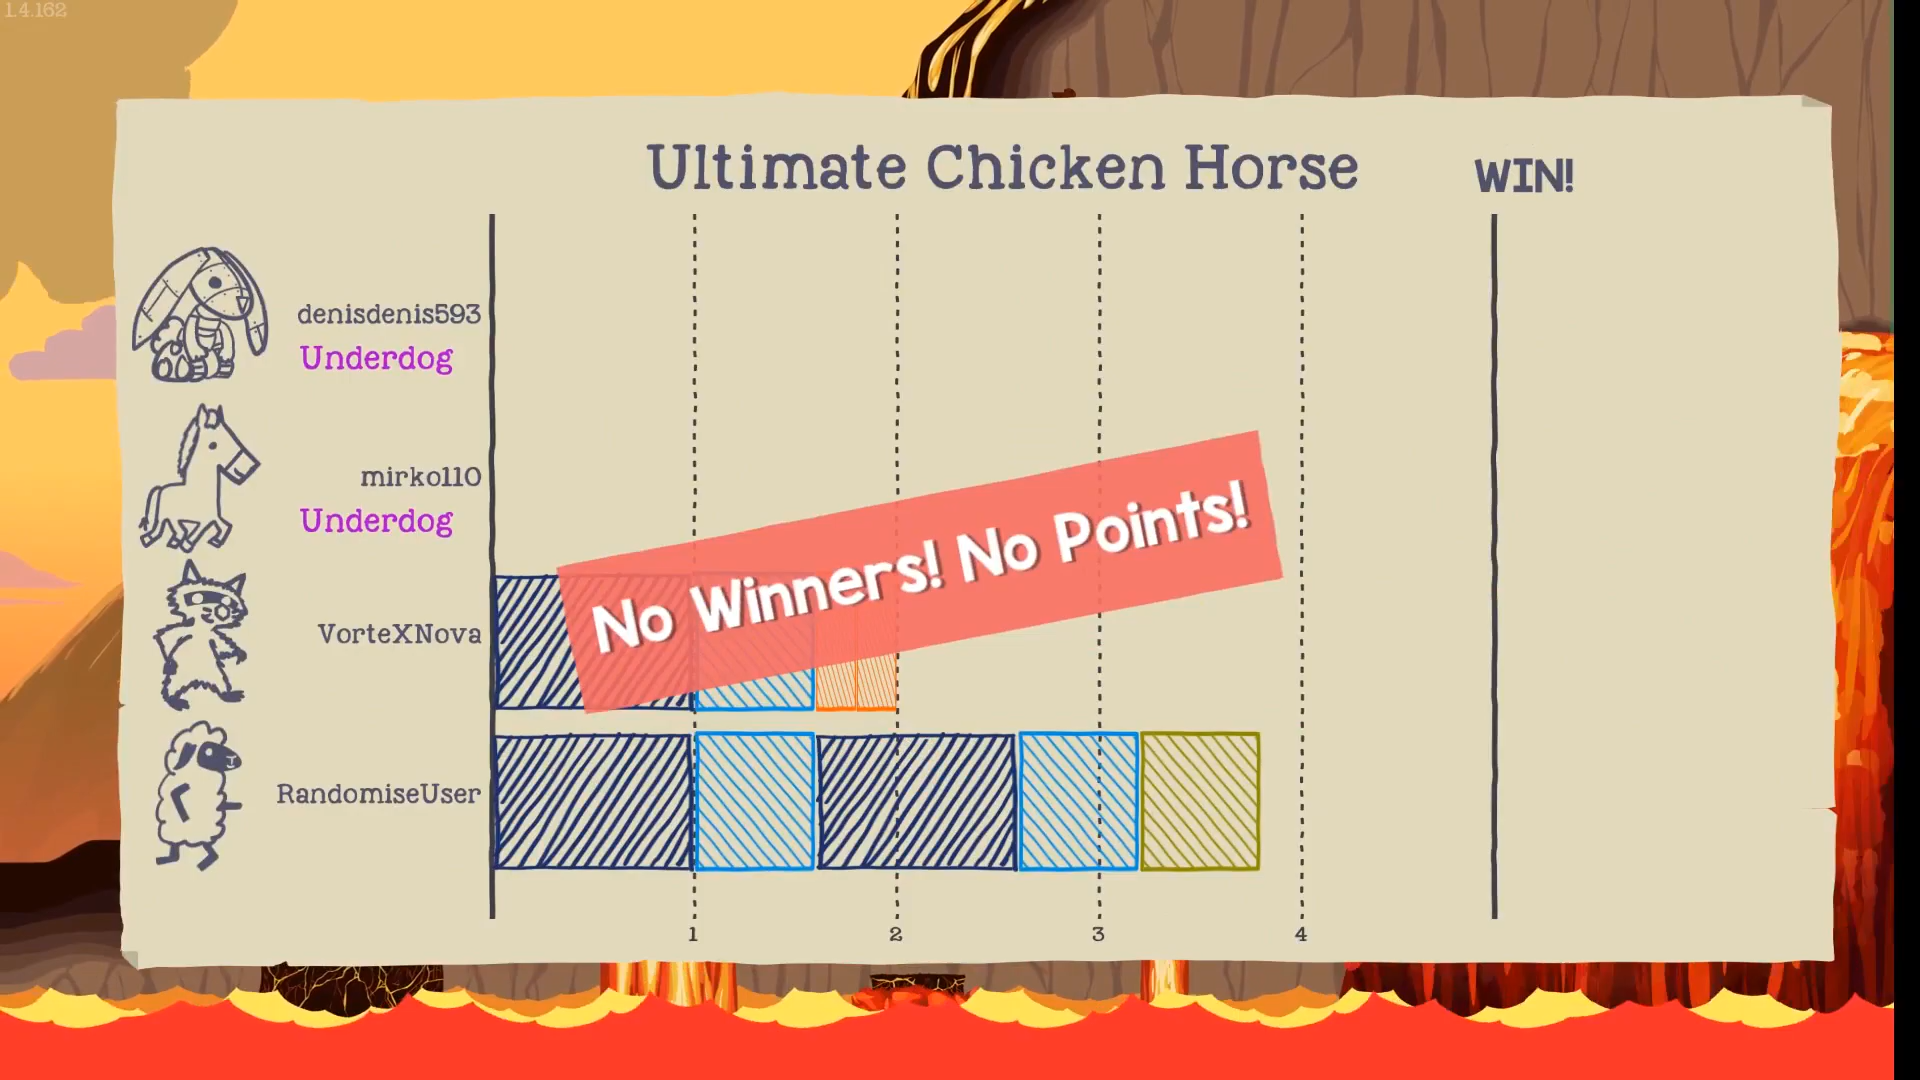 1.4.162
Ultimate Chicken Horse
WIN!
denisdenis593
Underdog
mirko110
Underdog
No Winners! No Points!
VorteXNova
RandomiseUser
1 2 3 4